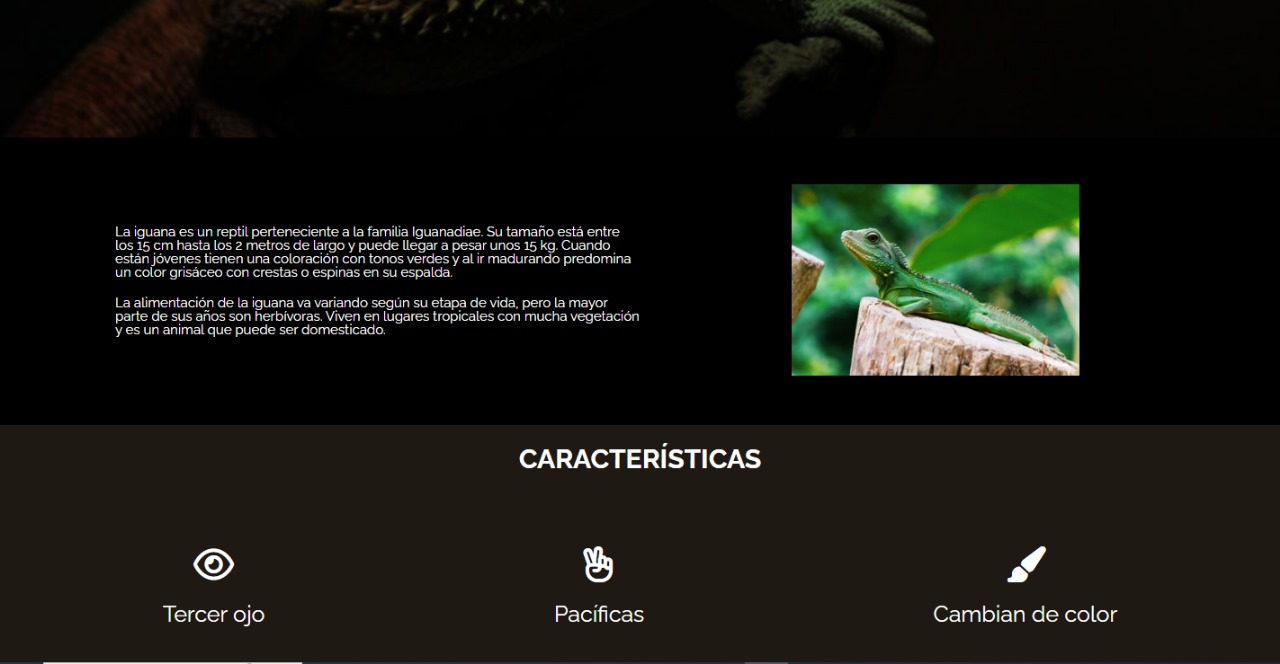 La iguana es un reptil perteneciente a la familia Iguanadiae. Su tamaño está entre
los 15 cm hasta los 2 metros de largo y puede llegar a pesar unos 15 kg. Cuando
están jóvenes tienen una coloración con tonos verdes y al ir madurando predomina
un color grisáceo con crestas o espinas en su espalda.
La alimentación de la iguana va variando según su etapa de vida, pero la mayor
parte de sus años son herbívoras. Viven en lugares tropicales con mucha vegetación
y es un animal que puede ser domesticado.
CARACTERÍSTICAS
Tercer ojo
Pacíficas
Cambian de color